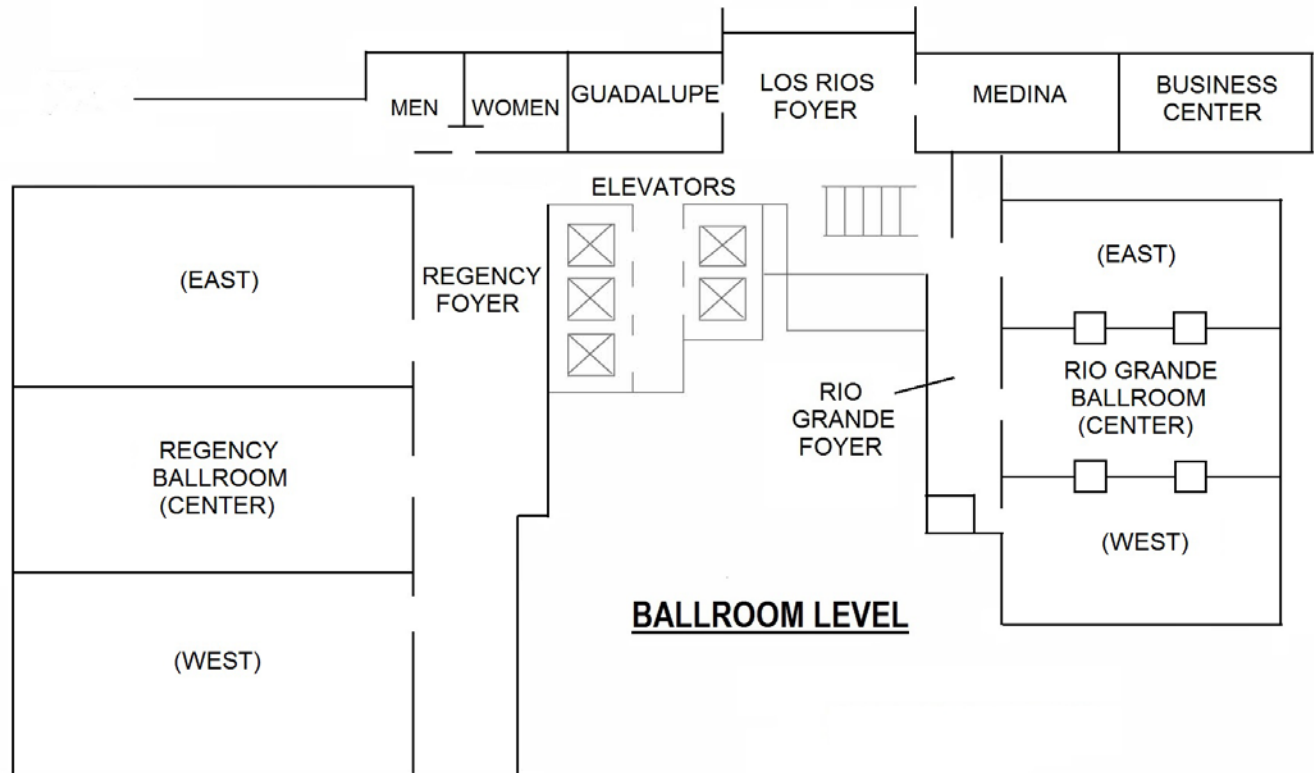 MEN
WOMEN
GUADALUPE
LOS RIOS
FOYER
MEDINA
BUSINESS
CENTER
ELEVATORS
(EAST)
REGENCY
FOYER
(EAST)
RIO GRANDE
BALLROOM
(CENTER)
RIO
GRANDE
FOYER
REGENCY
BALLROOM
(CENTER)
(WEST)
BALLROOM LEVEL
(WEST)